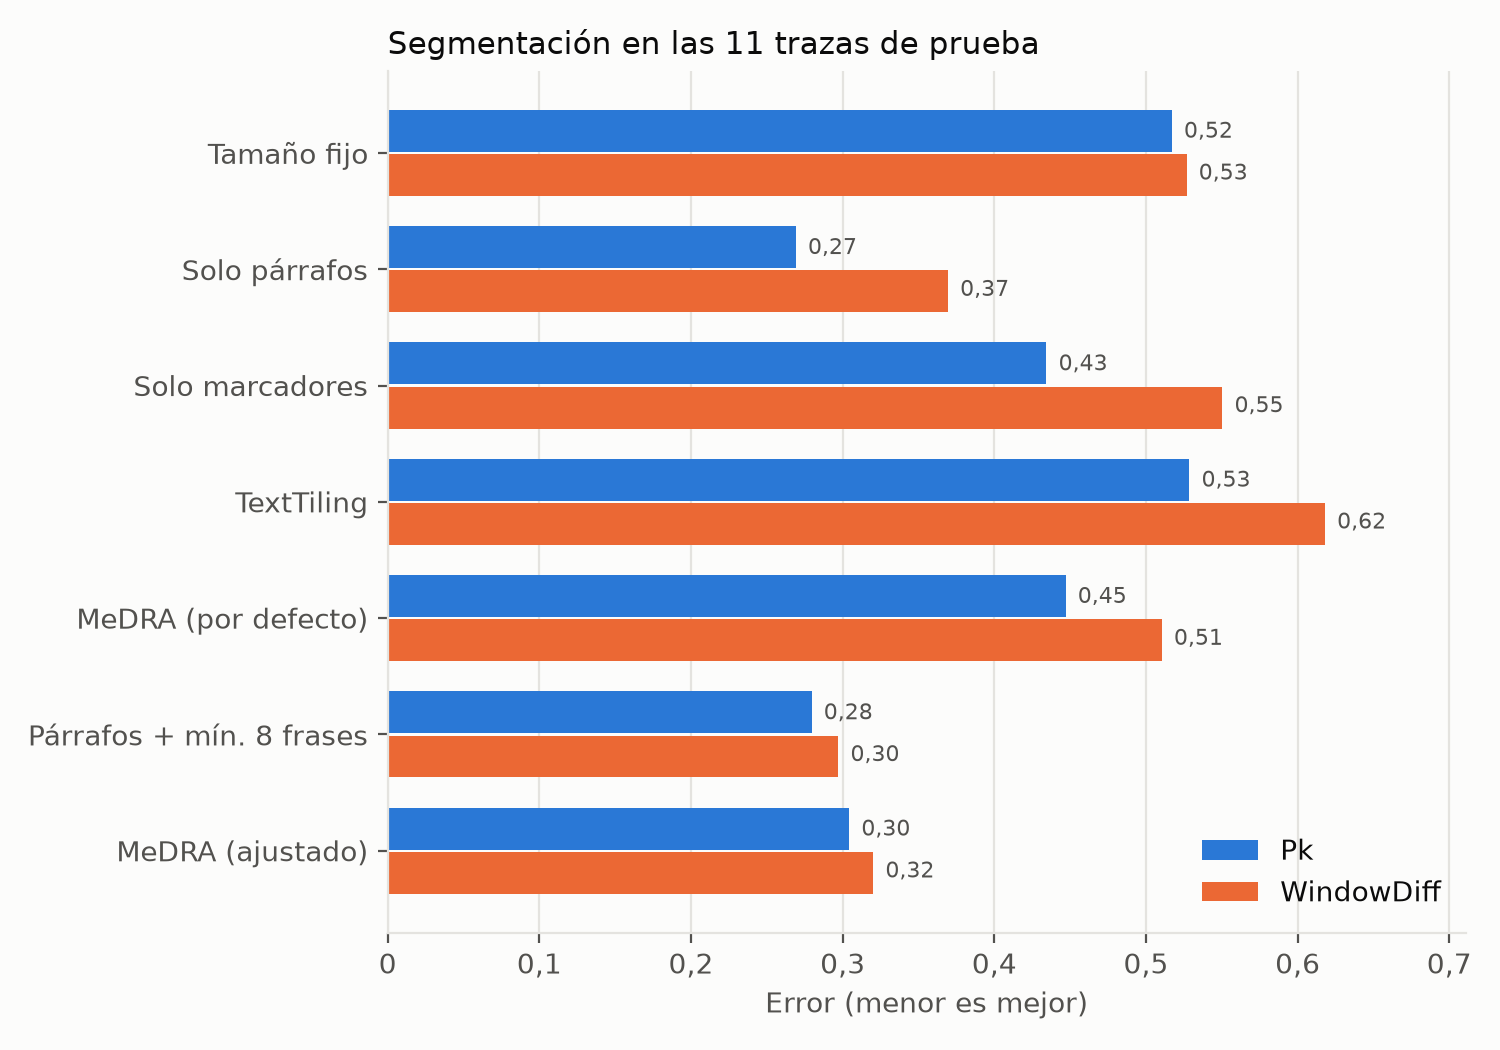 Segmentación en las 11 trazas de prueba
Tamaño fijo
0,52
0,53
Solo párrafos
0,27
0,37
Solo marcadores
0,43
0,55
TextTiling
0,53
0,62
MeDRA (por defecto)
0,45
0,51
Párrafos + mín. 8 frases
0,28
0,30
MeDRA (ajustado)
0,30
0,32
Pk
WindowDiff
0 0,1 0,2 0,3 0,4 0,5 0,6 0,7
Error (menor es mejor)